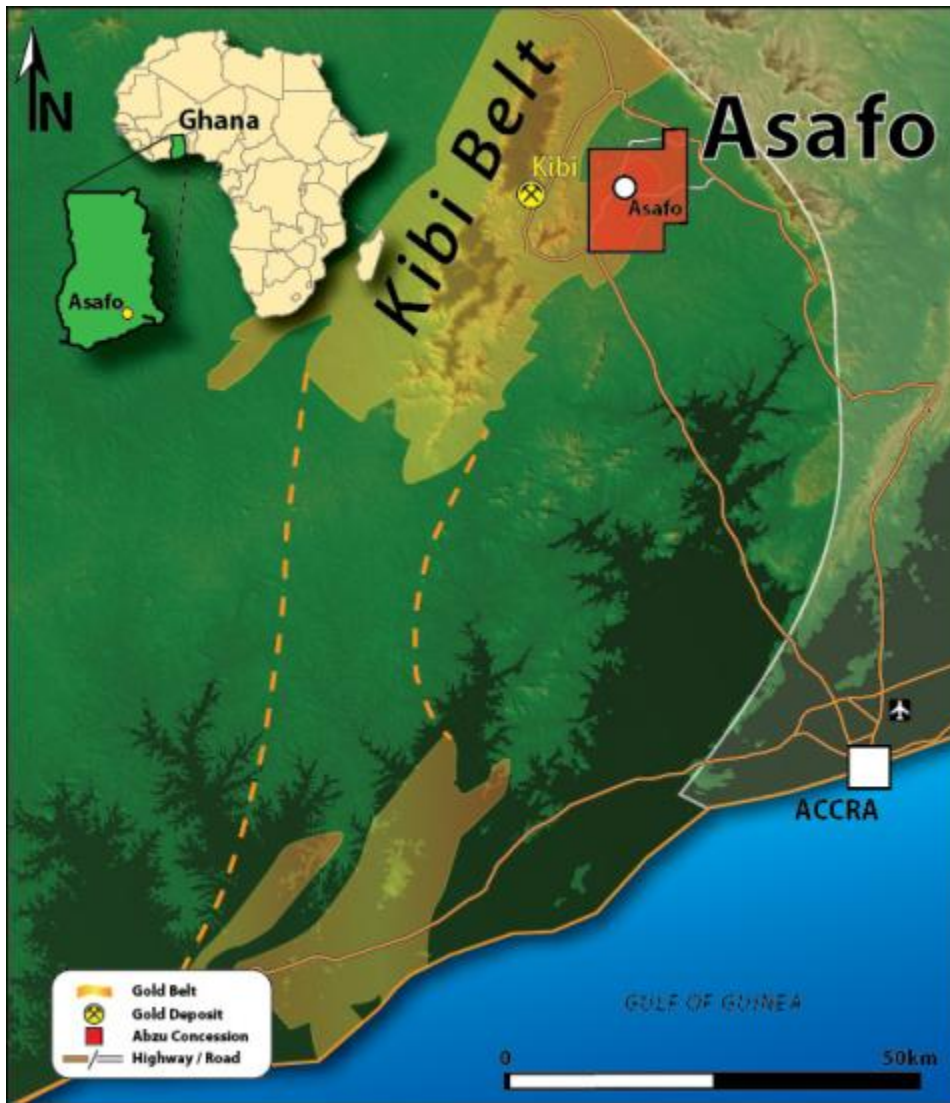 N
Ghana
Asafo
Kibi Belt
Kibi
Asafo
Asafo
ACCRA
GULF OF GUINEA
Gold Belt
Gold Deposit
Abzu Concession
Highway / Road
0
50km